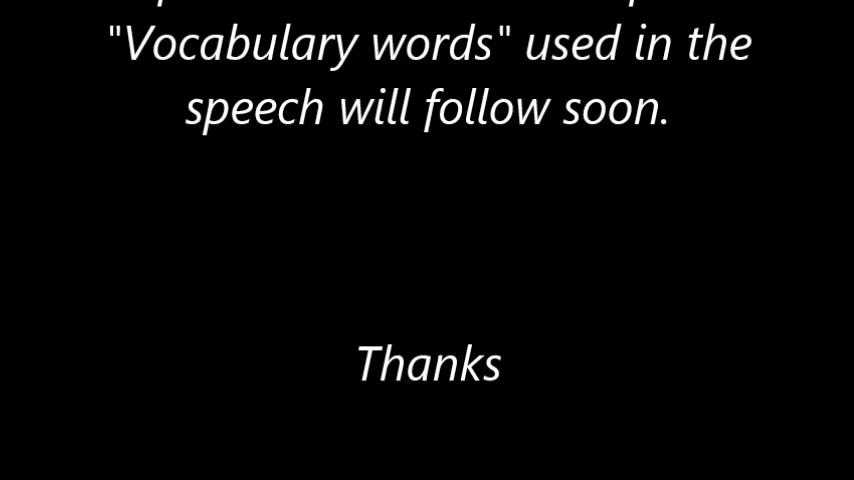 "Vocabulary words" used in the
speech will follow soon.
Thanks